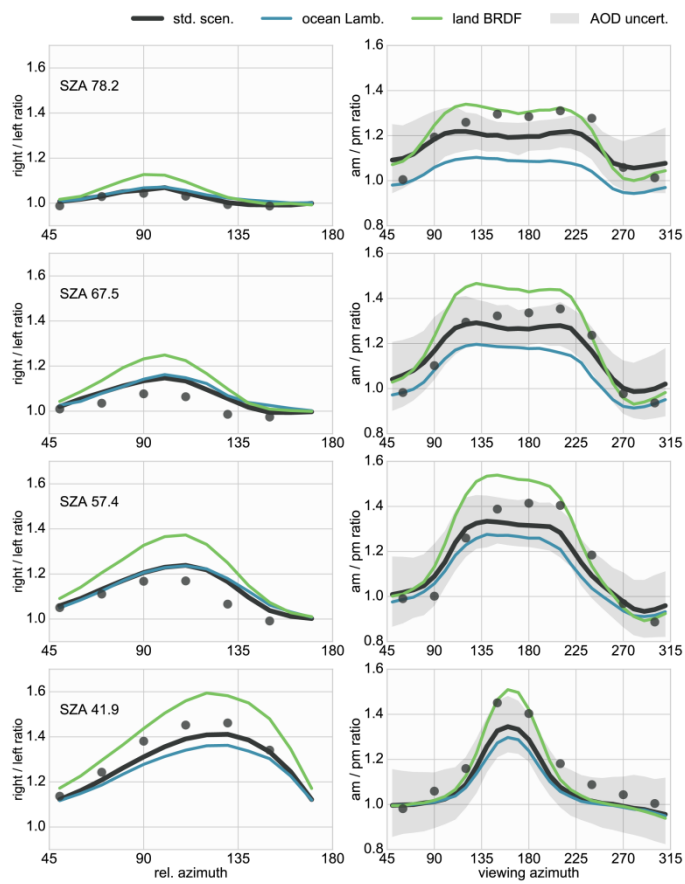 std. scen. ocean Lamb. land BRDF AOD uncert.
1.6
1.4
1.2
1.0
SZA 78.2
right / left ratio
45 90 135 180
1.6
1.4
1.2
1.0
0.8
am / pm ratio
45 90 135 180 225 270 315
1.6
1.4
1.2
1.0
SZA 67.5
right / left ratio
45 90 135 180
1.6
1.4
1.2
1.0
0.8
am / pm ratio
45 90 135 180 225 270 315
1.6
1.4
1.2
1.0
SZA 57.4
right / left ratio
45 90 135 180
1.6
1.4
1.2
1.0
0.8
am / pm ratio
45 90 135 180 225 270 315
1.6
1.4
1.2
1.0
SZA 41.9
right / left ratio
45 90 135 180
rel. azimuth
1.6
1.4
1.2
1.0
0.8
am / pm ratio
45 90 135 180 225 270 315
viewing azimuth